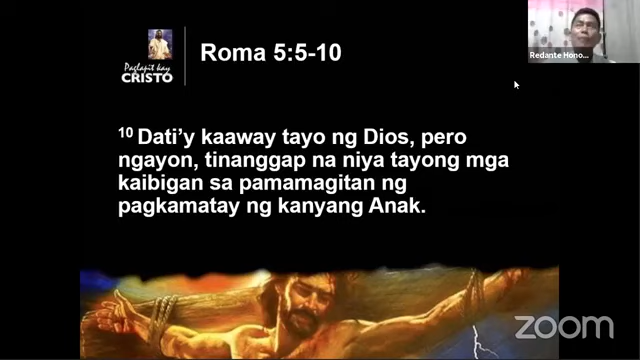 Paglapit kay
CRISTO
Roma 5:5-10
Redante Hono...
10 Dati'y kaaway tayo ng Dios, pero
ngayon, tinanggap na niya tayong mga
kaibigan sa pamamagitan ng
pagkamatay ng kanyang Anak.
zoom